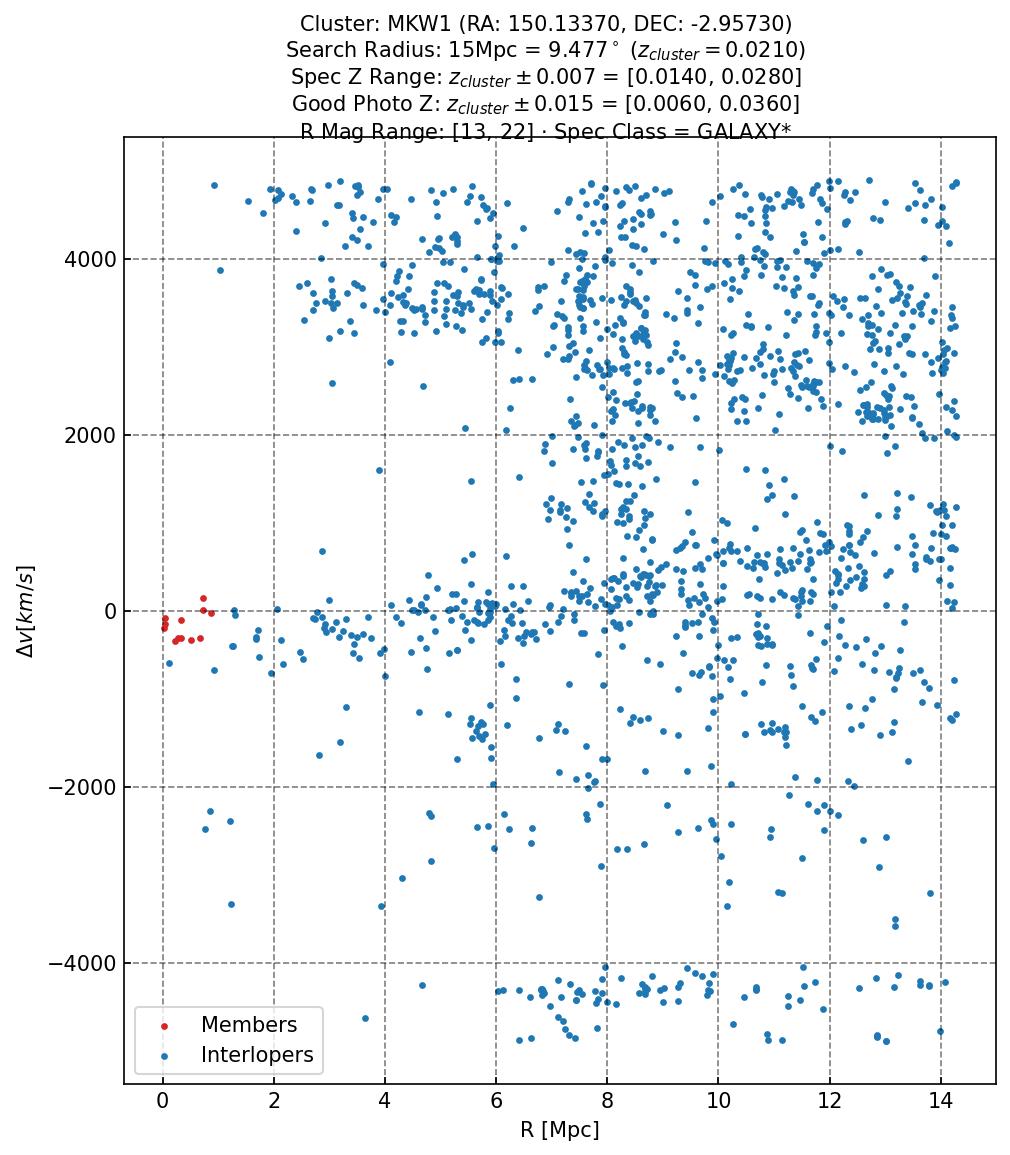 Cluster: MKW1 (RA: 150.13370, DEC: -2.95730)
Search Radius: 15Mpc = 9.477° (z_cluster = 0.0210)
Spec Z Range: z_cluster ± 0.007 = [0.0140, 0.0280]
Good Photo Z: z_cluster ± 0.015 = [0.0060, 0.0360]
R Mag Range: [13, 22] · Spec Class = GALAXY*
4000
2000
0
−2000
−4000
Δv[km/s]
Members
Interlopers
0 2 4 6 8 10 12 14
R [Mpc]